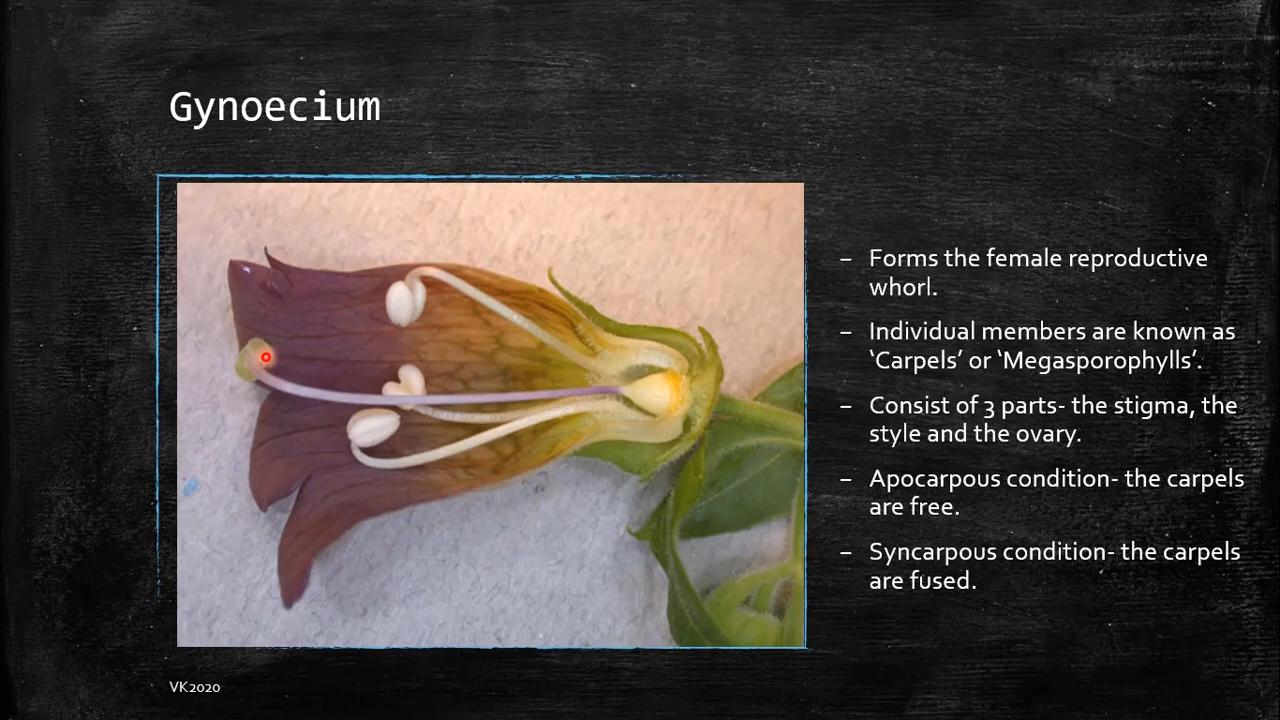 Gynoecium
– Forms the female reproductive
whorl.
– Individual members are known as
‘Carpels’ or ‘Megasporophylls’.
– Consist of 3 parts- the stigma, the
style and the ovary.
– Apocarpous condition- the carpels
are free.
– Syncarpous condition- the carpels
are fused.
VK2020